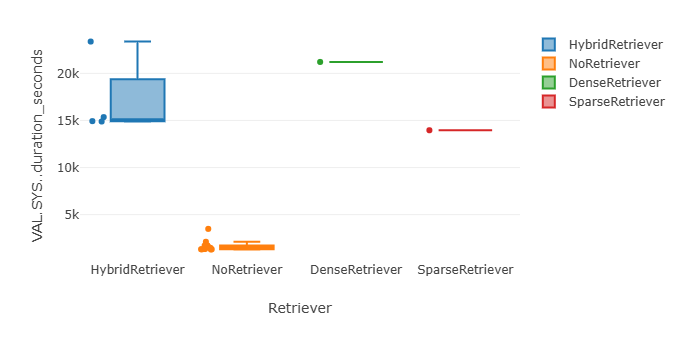 VAL.SYS..duration_seconds
20k
15k
10k
5k
HybridRetriever
NoRetriever
DenseRetriever
SparseRetriever
Retriever
HybridRetriever
NoRetriever
DenseRetriever
SparseRetriever